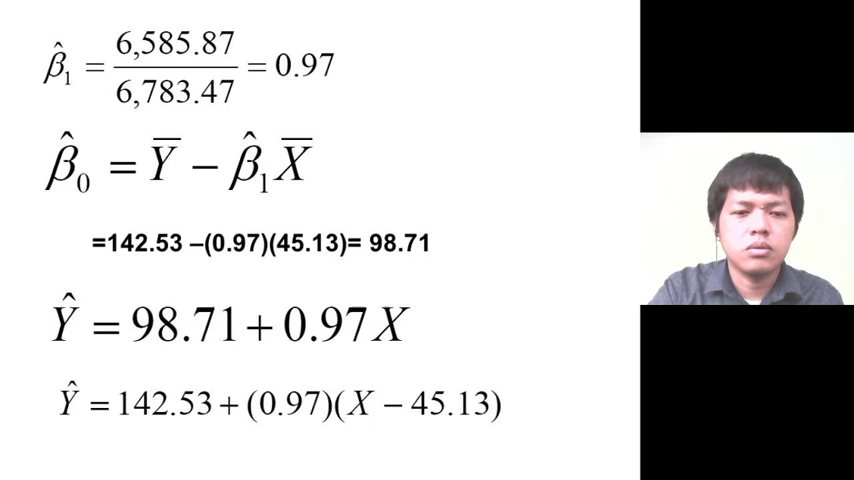 β̂₁ = 6,585.87 / 6,783.47 = 0.97
β̂₀ = Y̅ − β̂₁X̅
=142.53 –(0.97)(45.13)= 98.71
Ŷ = 98.71 + 0.97 X
Ŷ = 142.53 + (0.97)(X − 45.13)